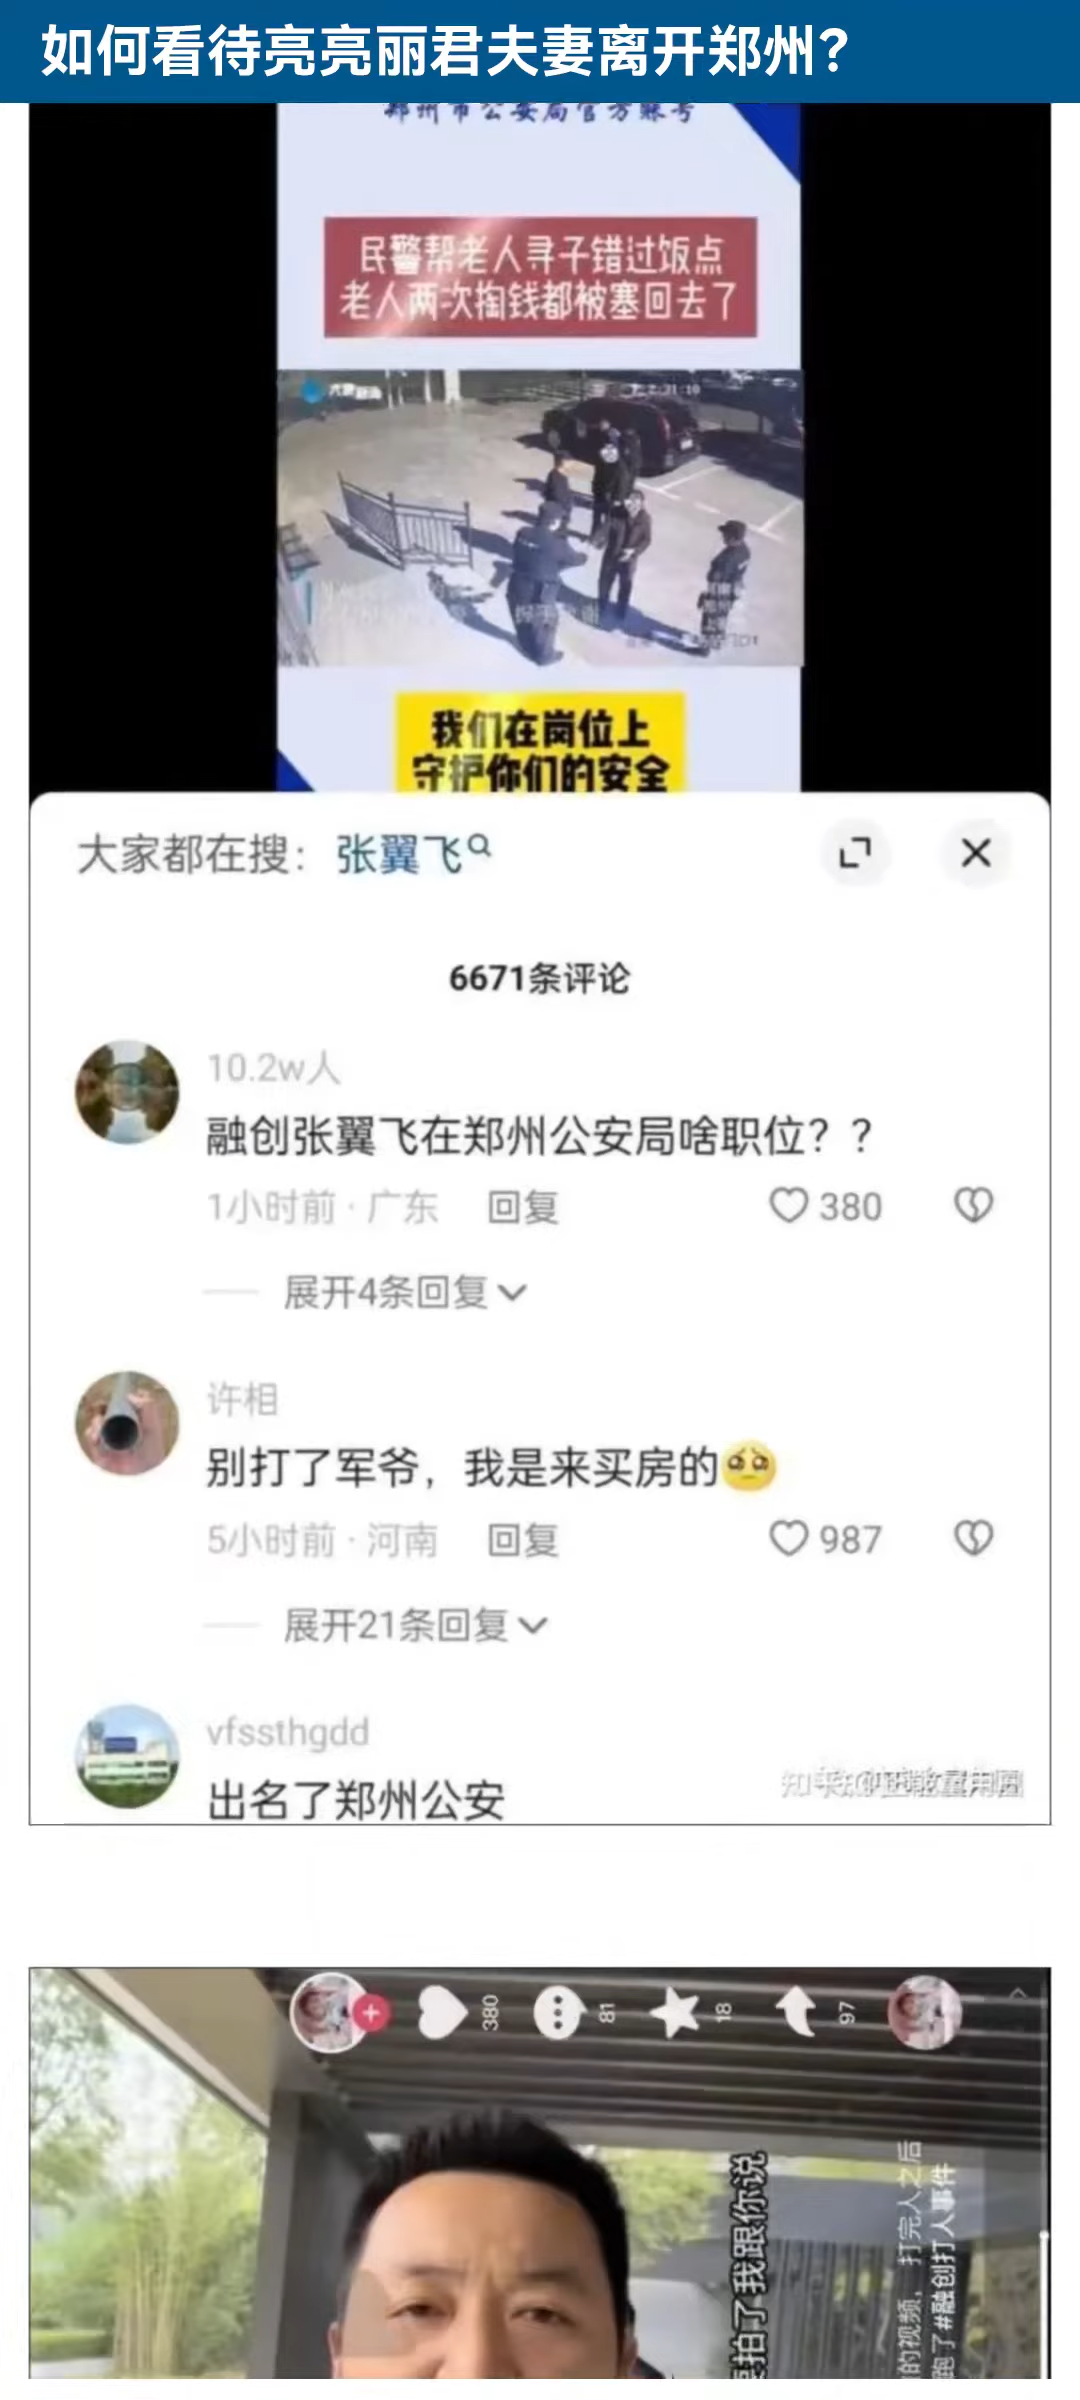 如何看待亮亮丽君夫妻离开郑州？
郑州市公安局官方账号
民警帮老人寻子错过饭点
老人两次掏钱都被塞回去了
我们在岗位上
守护你们的安全
大家都在搜：张翼飞
6671条评论
10.2w人
融创张翼飞在郑州公安局啥职位？？
1小时前·广东 回复 380
展开4条回复
许相
别打了军爷，我是来买房的🥺
5小时前·河南 回复 987
展开21条回复
vfssthgdd
出名了郑州公安
380
81
18
97
拍了我跟你说
的视频，打完人之后
跑了#融创打人事件